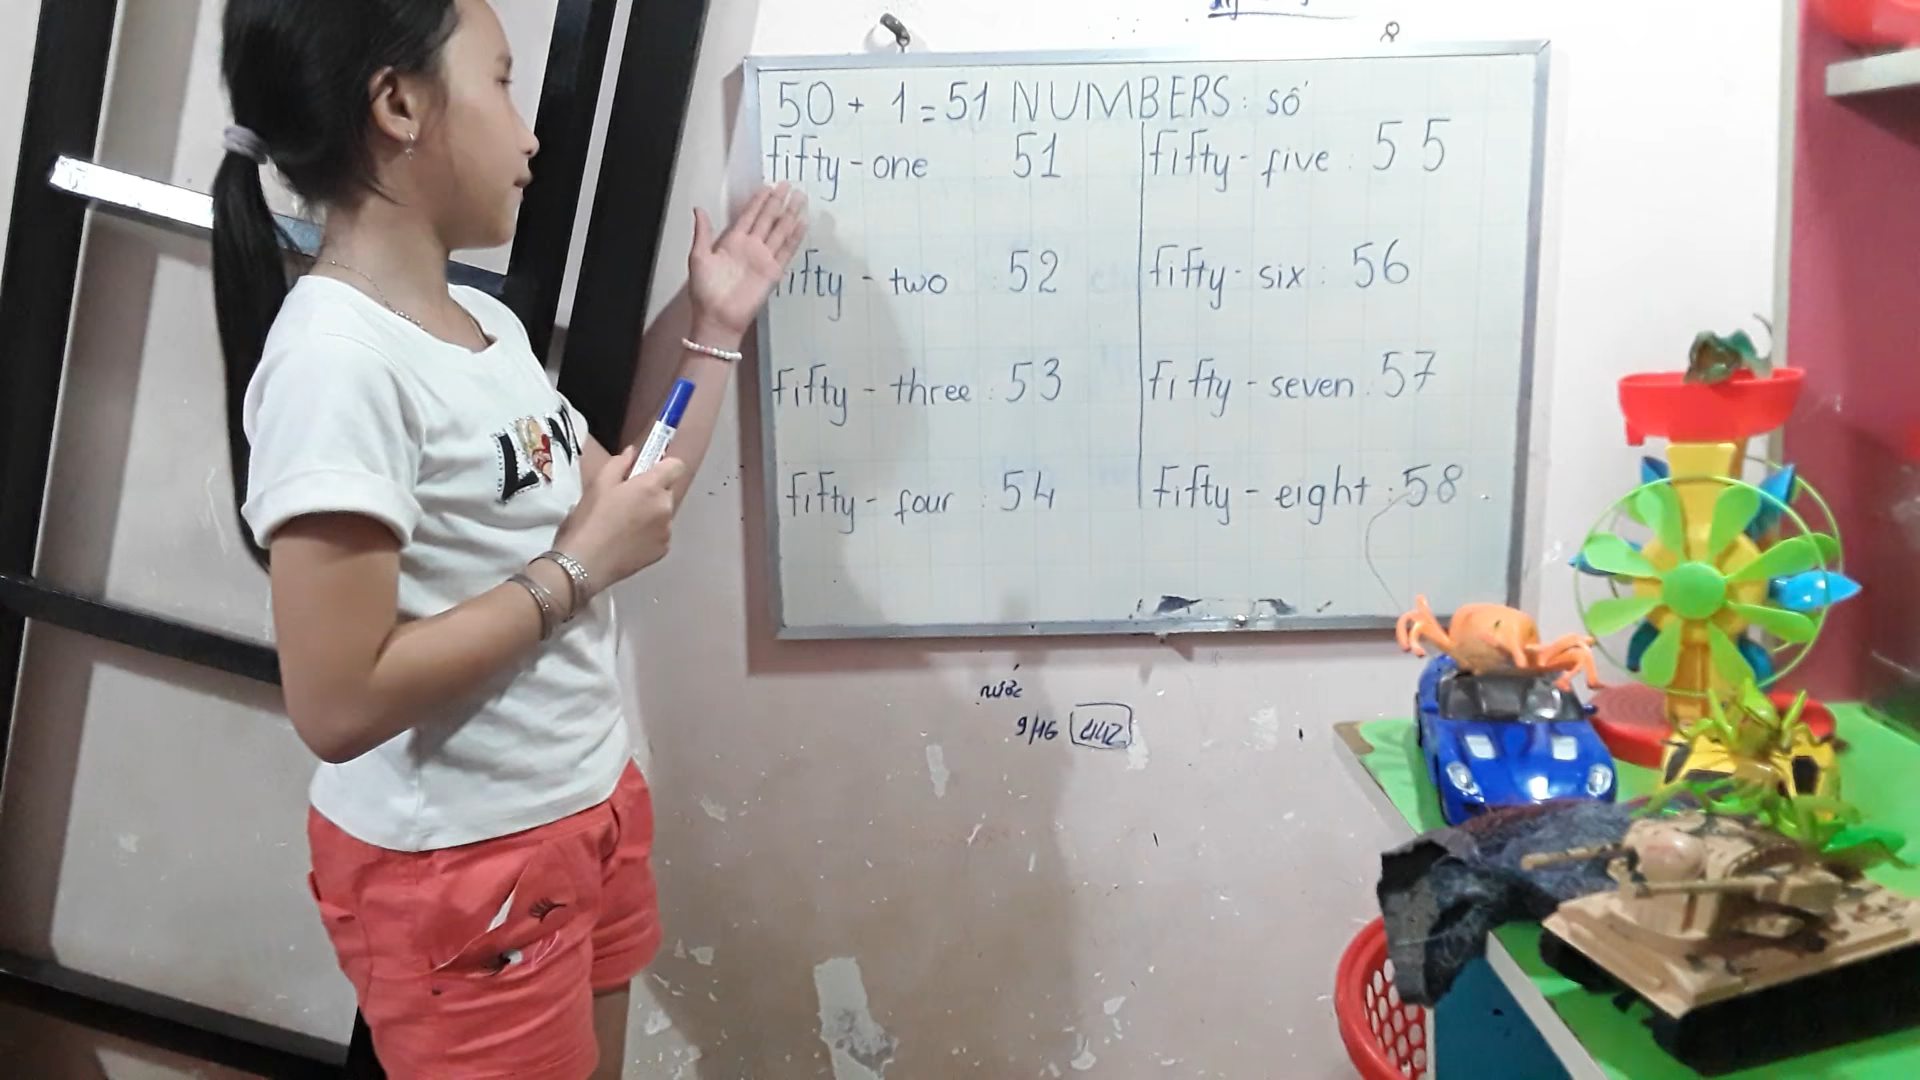 50 + 1 = 51 NUMBERS: số
fifty - one 51
fifty - two : 52
fifty - three : 53
fifty - four : 54
fifty - five : 55
fifty - six : 56
fifty - seven : 57
fifty - eight : 58
nước
9/16 442